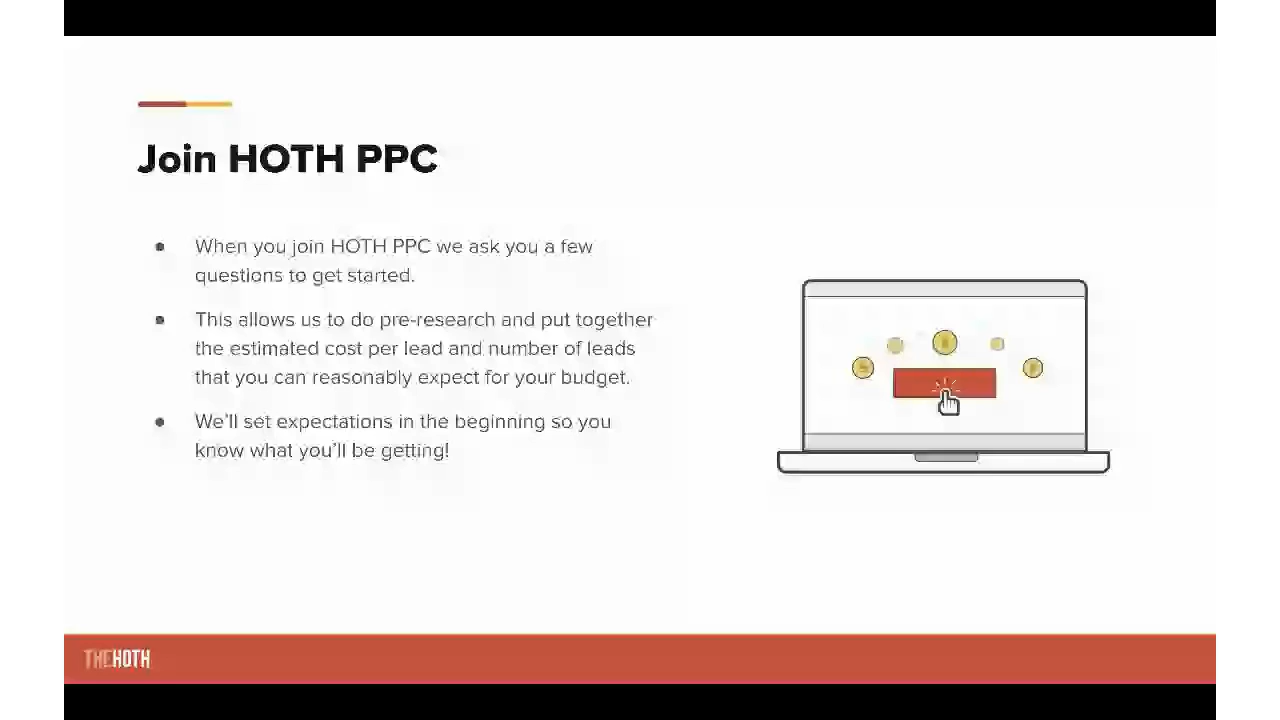 Join HOTH PPC
● When you join HOTH PPC we ask you a few
questions to get started.
● This allows us to do pre-research and put together
the estimated cost per lead and number of leads
that you can reasonably expect for your budget.
● We'll set expectations in the beginning so you
know what you'll be getting!
THEHOTH